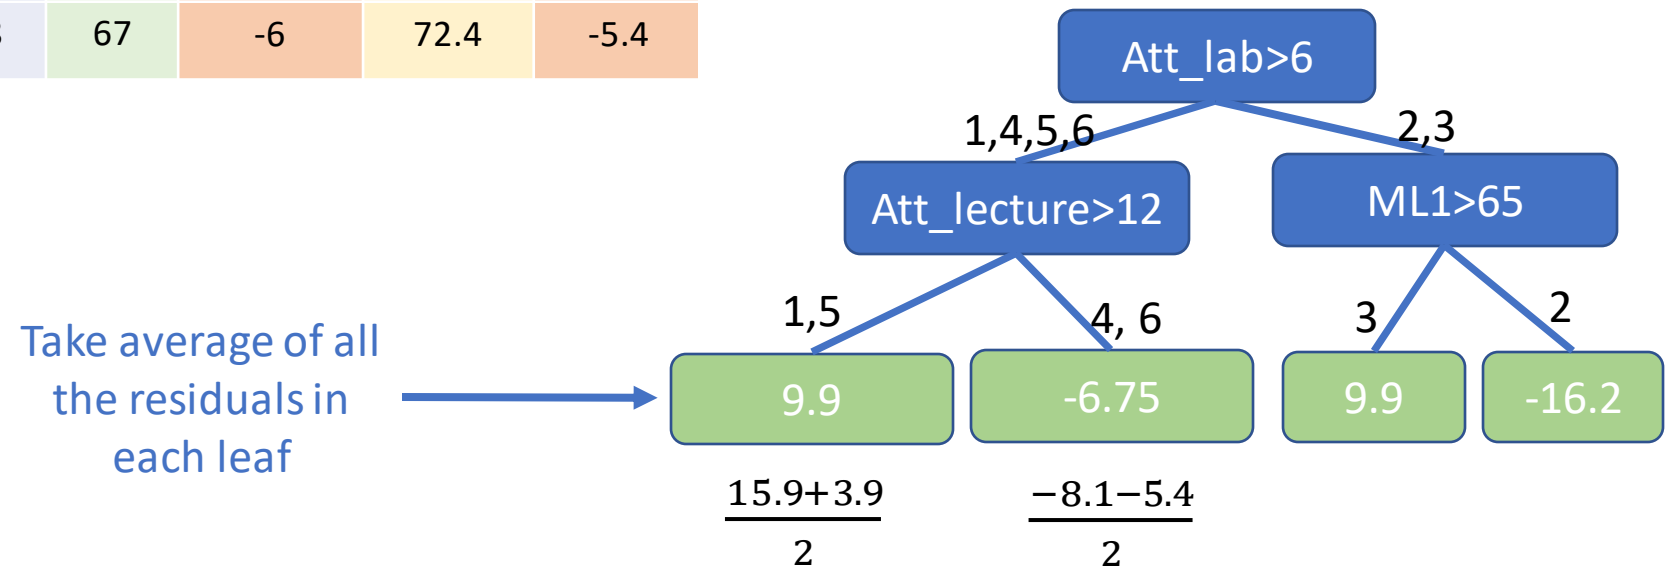 67 -6 72.4 -5.4
Att_lab>6
1,4,5,6 2,3
Att_lecture>12 ML1>65
1,5 4, 6 3 2
Take average of all
the residuals in
each leaf
9.9 -6.75 9.9 -16.2
15.9+3.9 −8.1−5.4
2 2